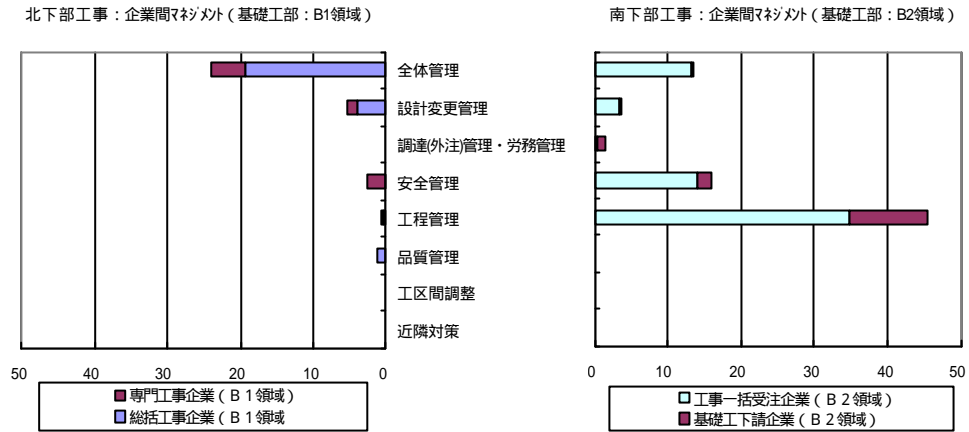 北下部工事：企業間マネジメント（基礎工部：B1領域）
南下部工事：企業間マネジメント（基礎工部：B2領域）
全体管理
設計変更管理
調達(外注)管理・労務管理
安全管理
工程管理
品質管理
工区間調整
近隣対策
50 40 30 20 10 0
0 10 20 30 40 50
専門工事企業（Ｂ１領域）
総括工事企業（Ｂ１領域
工事一括受注企業（Ｂ２領域）
基礎工下請企業（Ｂ２領域）